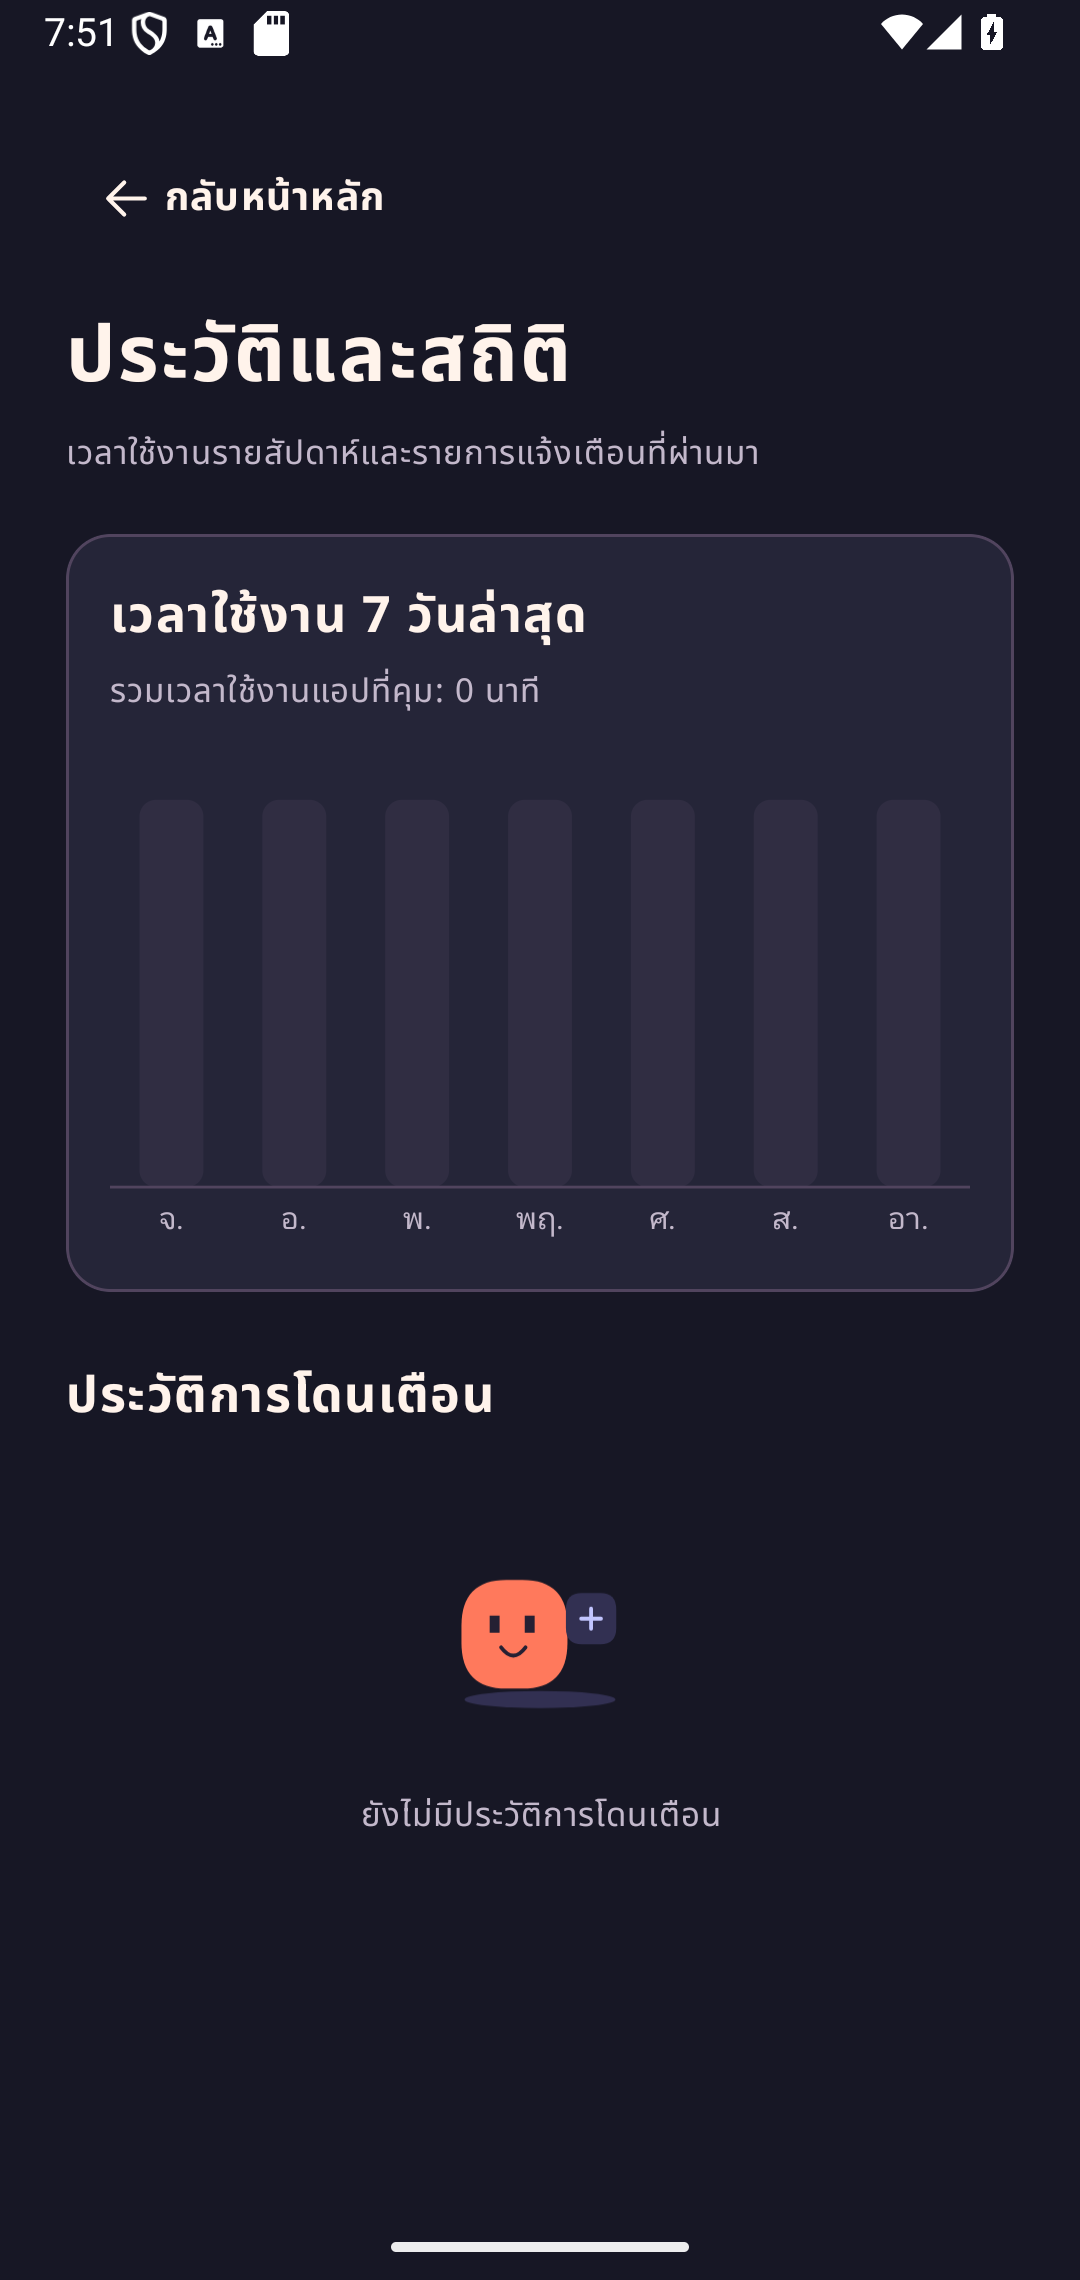 7:51
กลับหน้าหลัก
ประวัติและสถิติ
เวลาใช้งานรายสัปดาห์และรายการแจ้งเตือนที่ผ่านมา
เวลาใช้งาน 7 วันล่าสุด
รวมเวลาใช้งานแอปที่คุม: 0 นาที
จ. อ. พ. พฤ. ศ. ส. อา.
ประวัติการโดนเตือน
ยังไม่มีประวัติการโดนเตือน